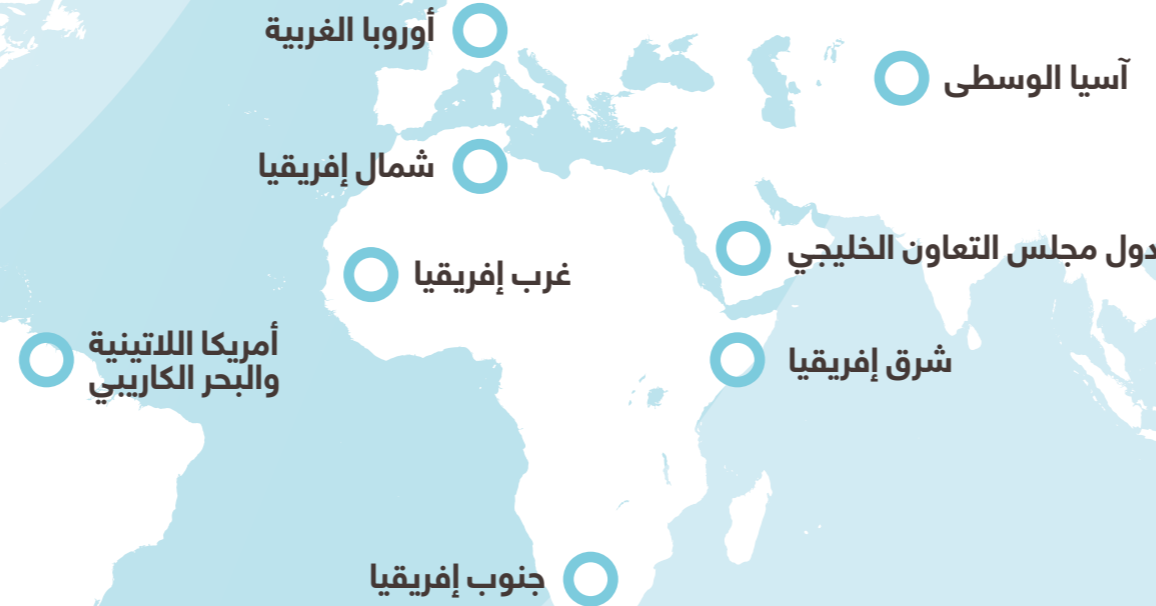 أوروبا الغربية
آسيا الوسطى
شمال إفريقيا
دول مجلس التعاون الخليجي
غرب إفريقيا
أمريكا اللاتينية
والبحر الكاريبي
شرق إفريقيا
جنوب إفريقيا